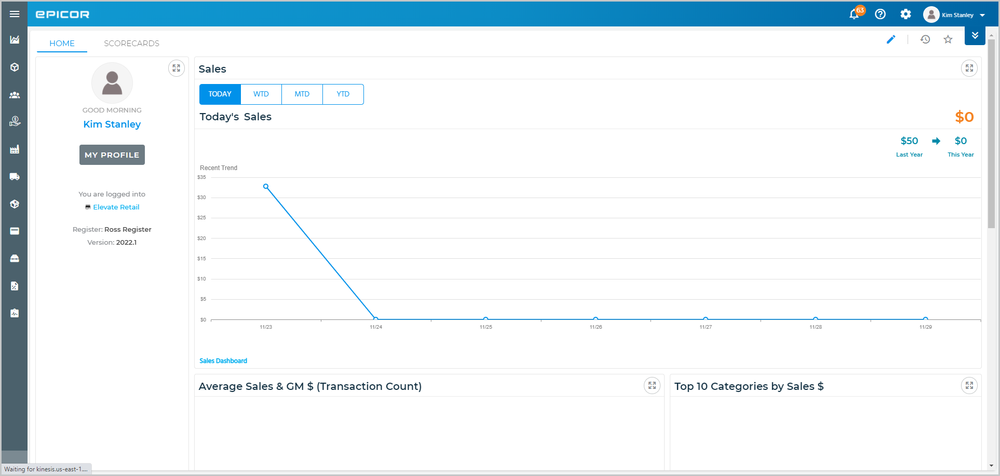 EPICOR
63
Kim Stanley
HOME
SCORECARDS
GOOD MORNING
Kim Stanley
MY PROFILE
You are logged into
Elevate Retail
Register: Ross Register
Version: 2022.1
Sales
TODAY
WTD
MTD
YTD
Today's Sales
$0
$50
$0
Last Year
This Year
Recent Trend
$35
$30
$25
$20
$15
$10
$5
$0
11/23
11/24
11/25
11/26
11/27
11/28
11/29
Sales Dashboard
Average Sales & GM $ (Transaction Count)
Top 10 Categories by Sales $
Waiting for kinesis.us-east-1....